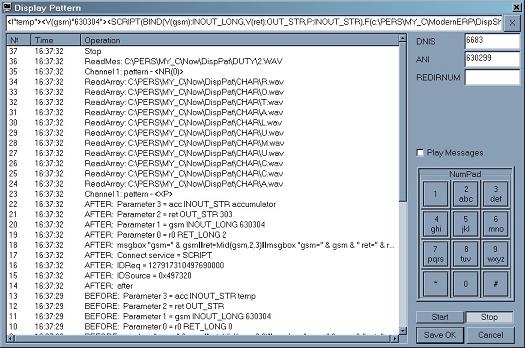 Display Pattern
<I"temp"><V(gsm)"630304"><SCRIPT(BIND(V(gsm):INOUT_LONG,V(ret):OUT_STR,P:INOUT_STR),F(c:\PERS\MY_C\ModernERP\DispSh
X
№ Time Operation
37 16:37:32 Stop
36 16:37:32 ReadMes: C:\PERS\MY_C\Now\DispPat\DUTY\2.WAV
35 16:37:32 Channel 1: pattern - <NR(0)>
34 16:37:32 ReadArray: C:\PERS\MY_C\Now\DispPat\CHAR\R.wav
33 16:37:32 ReadArray: C:\PERS\MY_C\Now\DispPat\CHAR\O.wav
32 16:37:32 ReadArray: C:\PERS\MY_C\Now\DispPat\CHAR\T.wav
31 16:37:32 ReadArray: C:\PERS\MY_C\Now\DispPat\CHAR\A.wav
30 16:37:32 ReadArray: C:\PERS\MY_C\Now\DispPat\CHAR\L.wav
29 16:37:32 ReadArray: C:\PERS\MY_C\Now\DispPat\CHAR\U.wav
28 16:37:32 ReadArray: C:\PERS\MY_C\Now\DispPat\CHAR\M.wav
27 16:37:32 ReadArray: C:\PERS\MY_C\Now\DispPat\CHAR\U.wav
26 16:37:32 ReadArray: C:\PERS\MY_C\Now\DispPat\CHAR\C.wav
25 16:37:32 ReadArray: C:\PERS\MY_C\Now\DispPat\CHAR\C.wav
24 16:37:32 ReadArray: C:\PERS\MY_C\Now\DispPat\CHAR\A.wav
23 16:37:32 Channel 1: pattern - <XP>
22 16:37:32 AFTER: Parameter 3 = acc INOUT_STR accumulator
21 16:37:32 AFTER: Parameter 2 = ret OUT_STR 303
20 16:37:32 AFTER: Parameter 1 = gsm INOUT_LONG 630304
19 16:37:32 AFTER: Parameter 0 = r0 RET_LONG 2
18 16:37:32 AFTER: msgbox "gsm=" & gsm|||ret=Mid(gsm,2,3)|||msgbox "gsm=" & gsm & " ret=" & r...
17 16:37:32 AFTER: Connect service = SCRIPT
16 16:37:32 AFTER: IDReq = 127917310497690000
15 16:37:32 AFTER: IDSource = 0x497320
14 16:37:32 AFTER: after
13 16:37:29 BEFORE: Parameter 3 = acc INOUT_STR temp
12 16:37:29 BEFORE: Parameter 2 = ret OUT_STR
11 16:37:29 BEFORE: Parameter 1 = gsm INOUT_LONG 630304
10 16:37:29 BEFORE: Parameter 0 = r0 RET_LONG 0
DNIS 6683
ANI 630299
REDIRNUM
Play Messages
NumPad
1 2 3
abc def
4 5 6
ghi jkl mno
7 8 9
pqrs tuv wxyz
* 0 #
Start Stop
Save OK Cancel